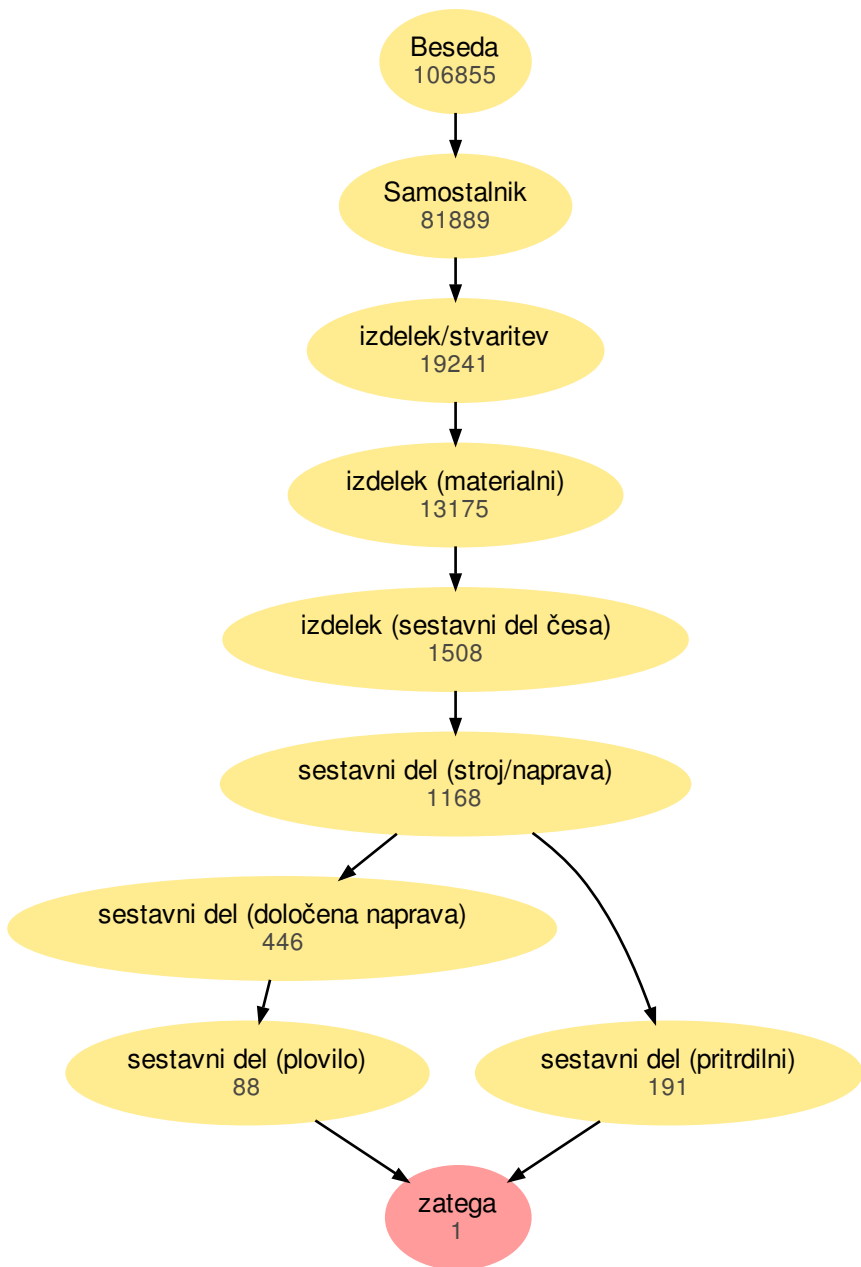 Beseda
106855
Samostalnik
81889
izdelek/stvaritev
19241
izdelek (materialni)
13175
izdelek (sestavni del česa)
1508
sestavni del (stroj/naprava)
1168
sestavni del (določena naprava)
446
sestavni del (plovilo)
88
sestavni del (pritrdilni)
191
zatega
1